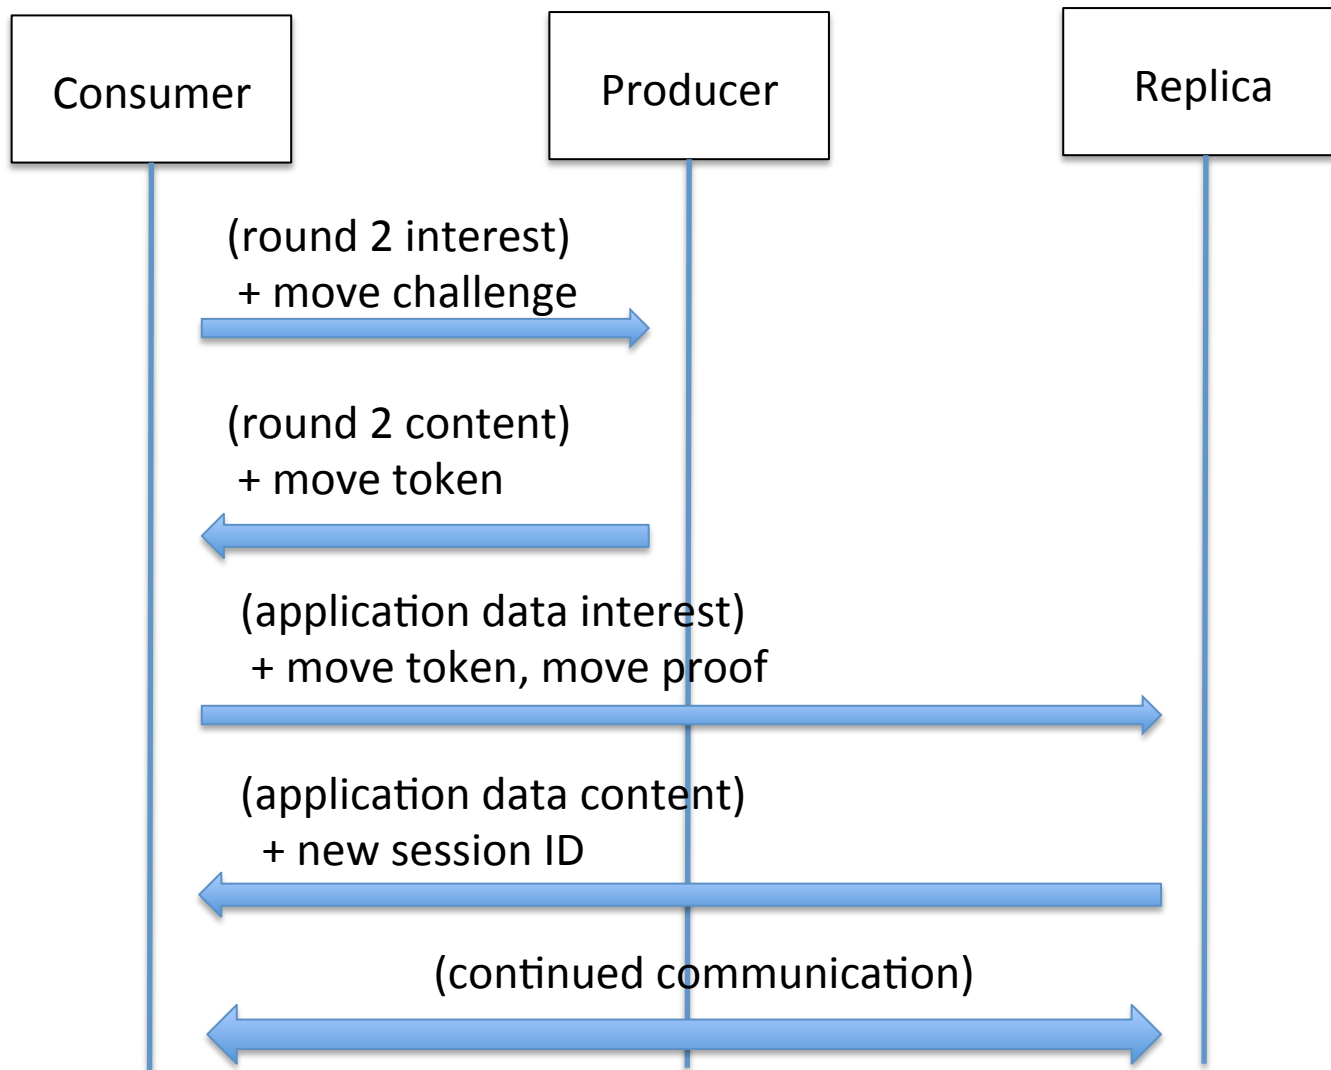 Consumer
Producer
Replica
(round 2 interest)
+ move challenge
(round 2 content)
+ move token
(application data interest)
+ move token, move proof
(application data content)
+ new session ID
(continued communication)